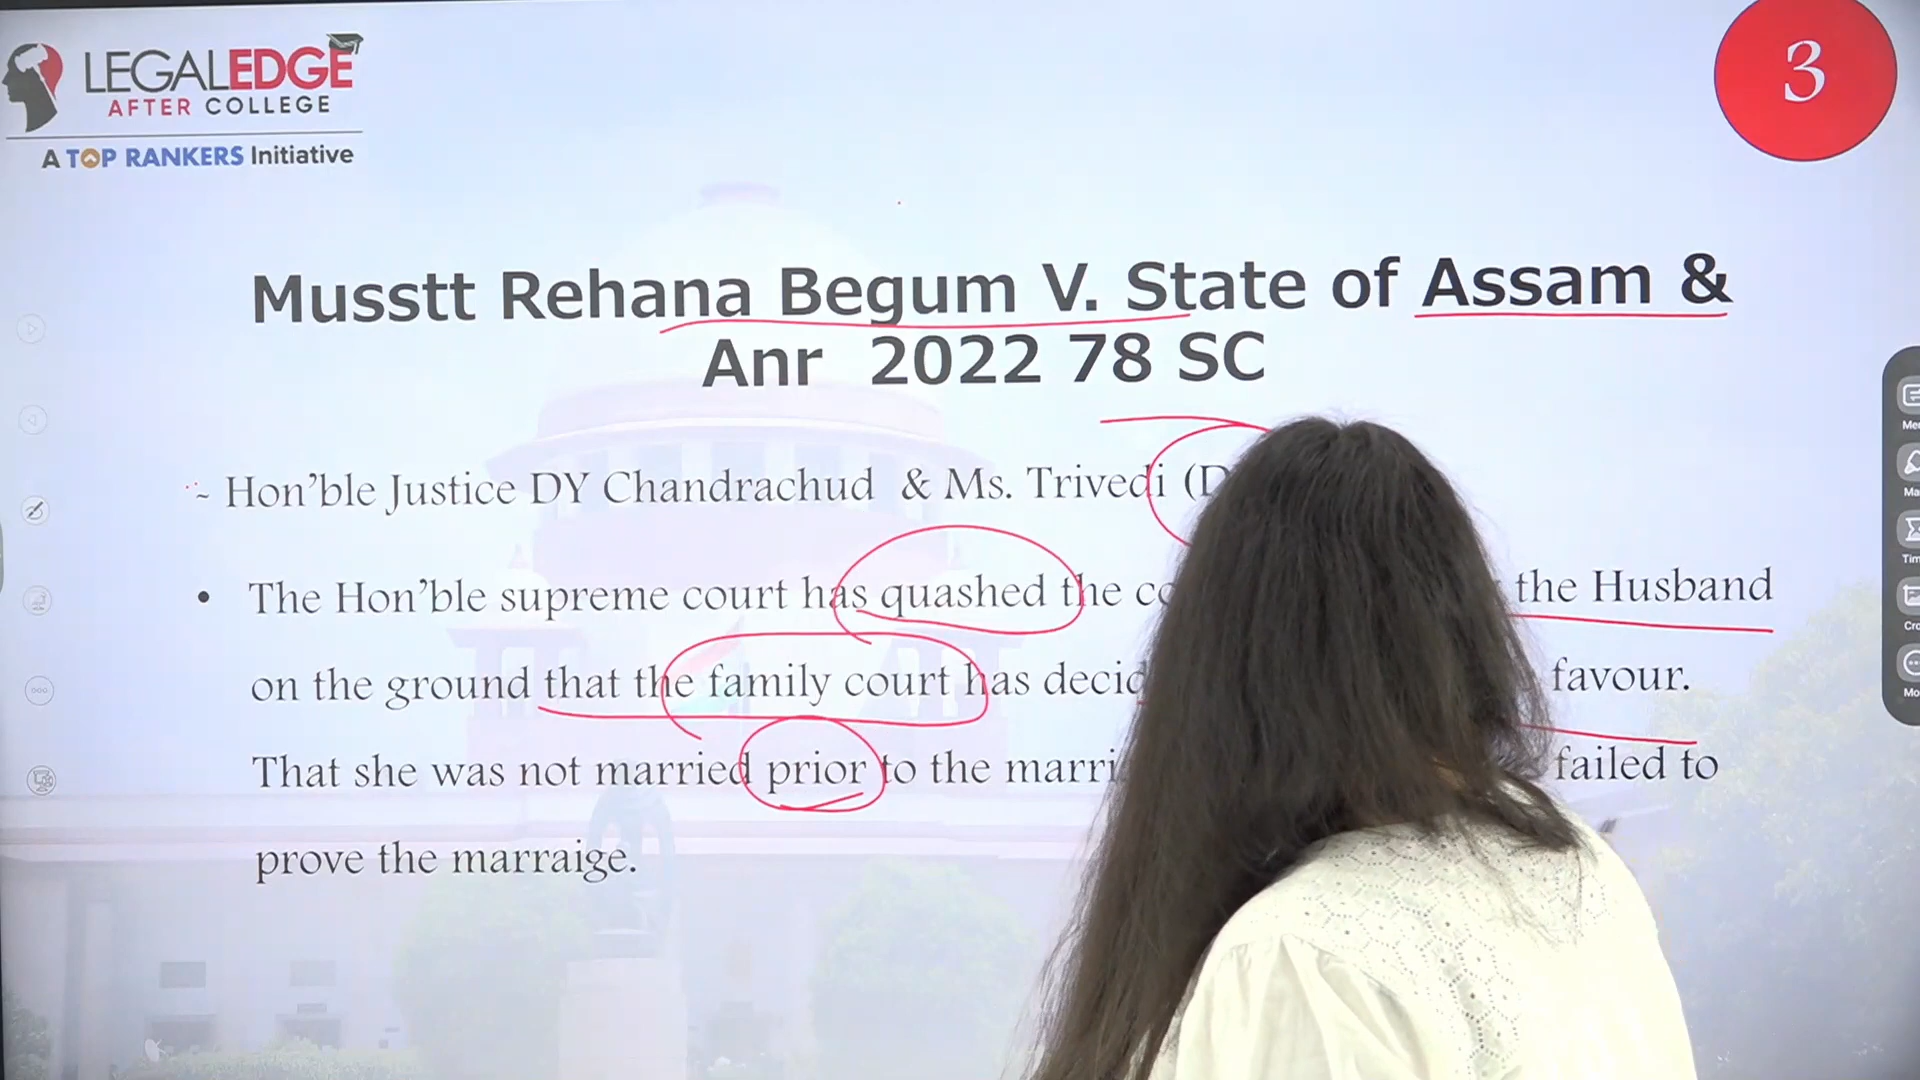 LEGALEDGE
AFTER COLLEGE
A TOP RANKERS Initiative
3
Musstt Rehana Begum V. State of Assam &
Anr 2022 78 SC
~ Hon'ble Justice DY Chandrachud & Ms. Trivedi (D
• The Hon'ble supreme court has quashed the the Husband
on the ground that the family court has favour.
That she was not married prior to the failed to
prove the marraige.